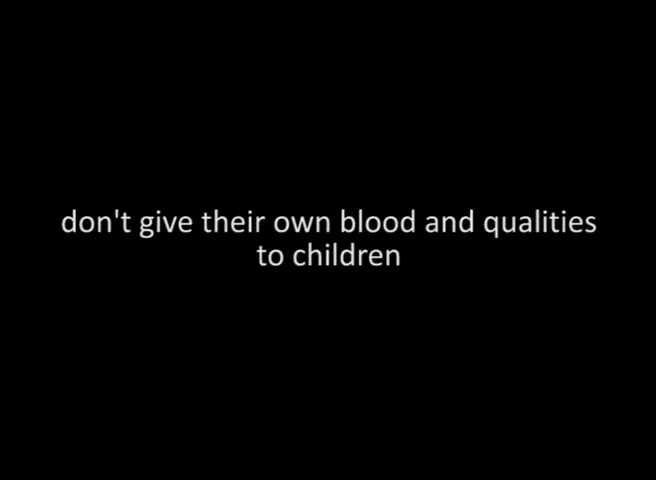 don't give their own blood and qualities
to children